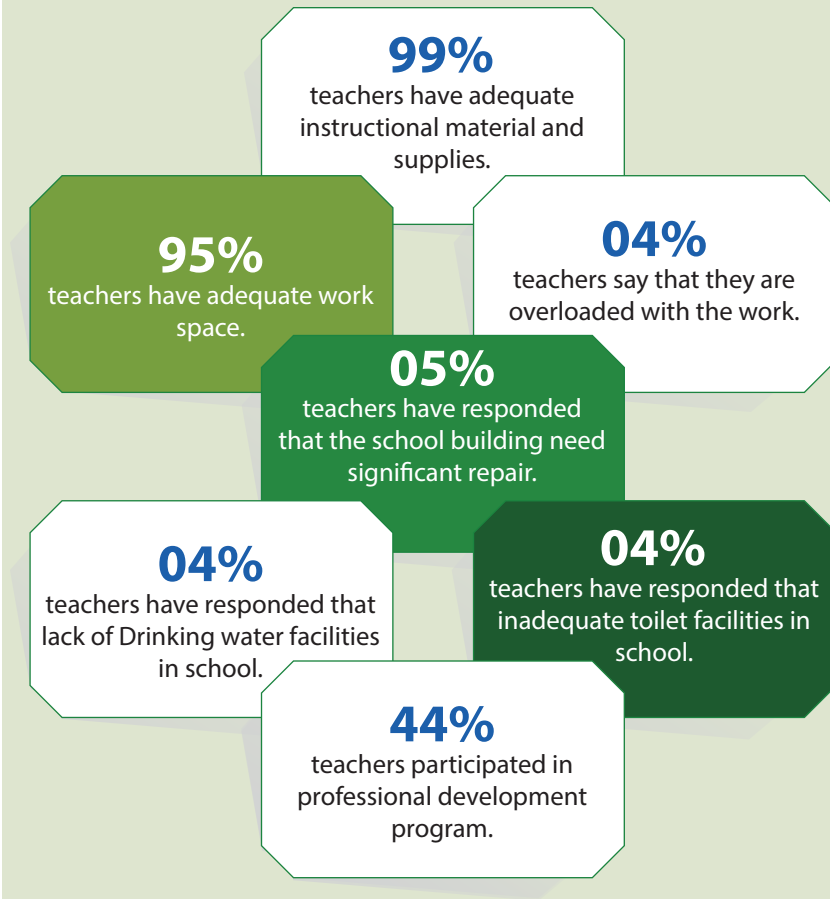 99%
teachers have adequate
instructional material and
supplies.
95%
teachers have adequate work
space.
04%
teachers say that they are
overloaded with the work.
05%
teachers have responded
that the school building need
significant repair.
04%
teachers have responded that
lack of Drinking water facilities
in school.
04%
teachers have responded that
inadequate toilet facilities in
school.
44%
teachers participated in
professional development
program.